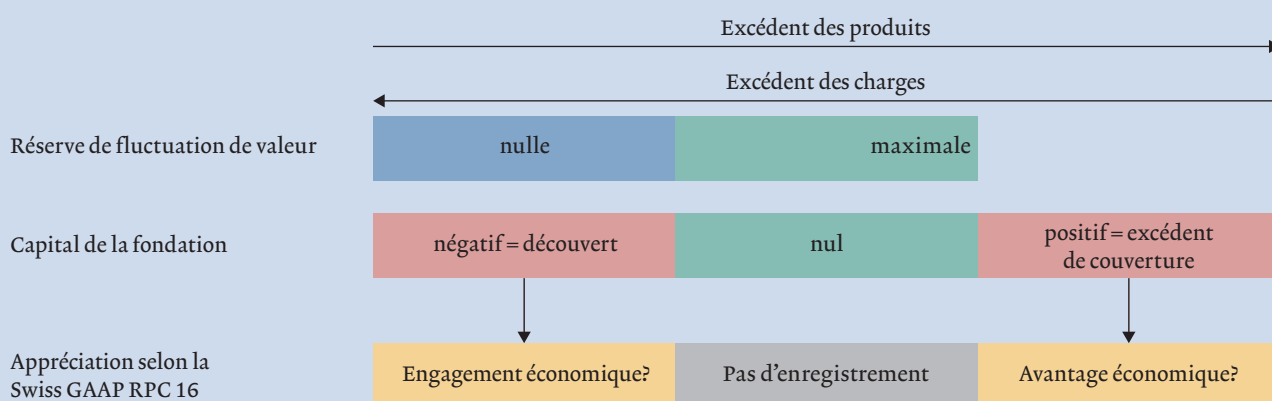 Excédent des produits
Excédent des charges
Réserve de fluctuation de valeur
nulle
maximale
Capital de la fondation
négatif = découvert
nul
positif = excédent
de couverture
Appréciation selon la
Swiss GAAP RPC 16
Engagement économique?
Pas d'enregistrement
Avantage économique?